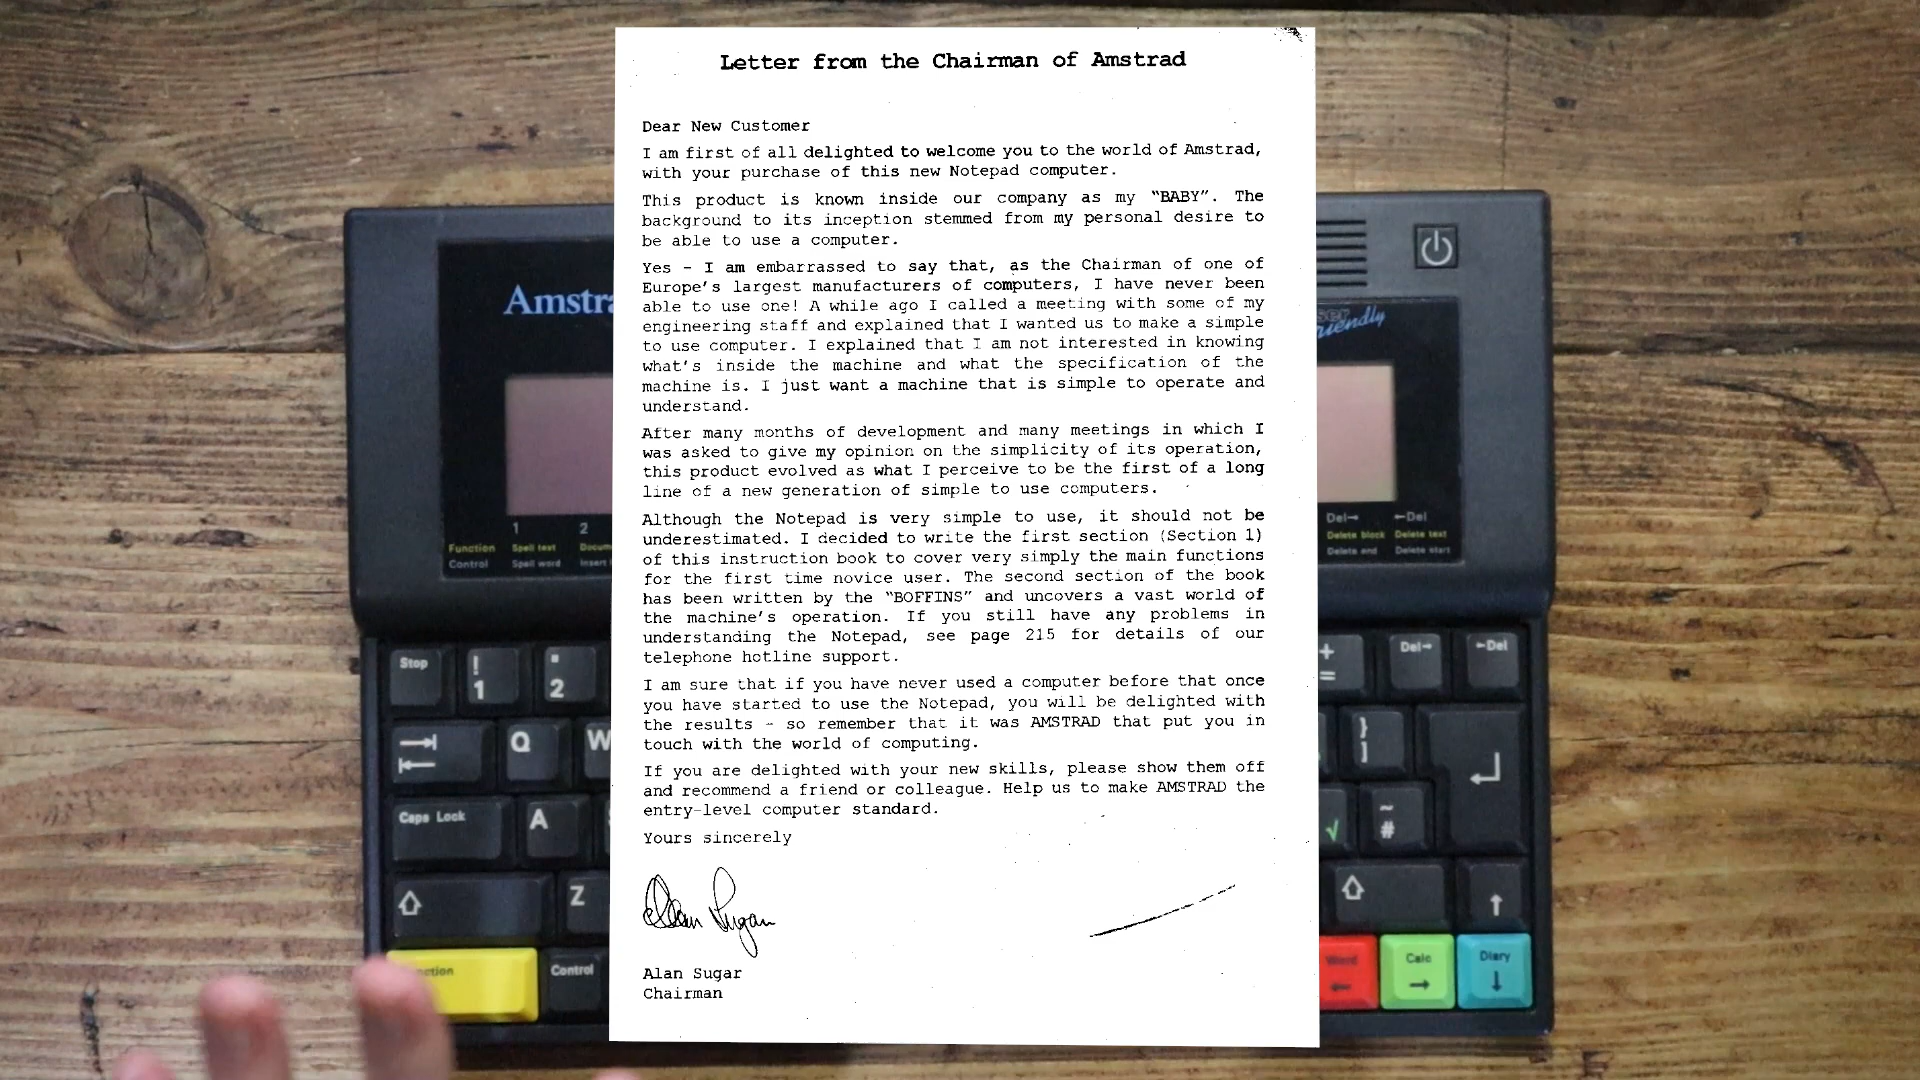 Letter from the Chairman of Amstrad
Dear New Customer
I am first of all delighted to welcome you to the world of Amstrad,
with your purchase of this new Notepad computer.
This product is known inside our company as my “BABY”. The
background to its inception stemmed from my personal desire to
be able to use a computer.
Yes - I am embarrassed to say that, as the Chairman of one of
Europe's largest manufacturers of computers, I have never been
able to use one! A while ago I called a meeting with some of my
engineering staff and explained that I wanted us to make a simple
to use computer. I explained that I am not interested in knowing
what's inside the machine and what the specification of the
machine is. I just want a machine that is simple to operate and
understand.
After many months of development and many meetings in which I
was asked to give my opinion on the simplicity of its operation,
this product evolved as what I perceive to be the first of a long
line of a new generation of simple to use computers.
Although the Notepad is very simple to use, it should not be
underestimated. I decided to write the first section (Section 1)
of this instruction book to cover very simply the main functions
for the first time novice user. The second section of the book
has been written by the “BOFFINS” and uncovers a vast world of
the machine's operation. If you still have any problems in
understanding the Notepad, see page 215 for details of our
telephone hotline support.
I am sure that if you have never used a computer before that once
you have started to use the Notepad, you will be delighted with
the results - so remember that it was AMSTRAD that put you in
touch with the world of computing.
If you are delighted with your new skills, please show them off
and recommend a friend or colleague. Help us to make AMSTRAD the
entry-level computer standard.
Yours sincerely
Alan Sugar
Alan Sugar
Chairman
Amstra
ser
riendly
1 2
Function Spell text Docum
Control Spell word Insert
Del→ ←Del
Delete block Delete text
Delete end Delete start
Stop ! 1 " 2
+ = Del→ ←Del
Q W } ]
Caps Lock A ~ #
Z
nction Control Word Calc Diary